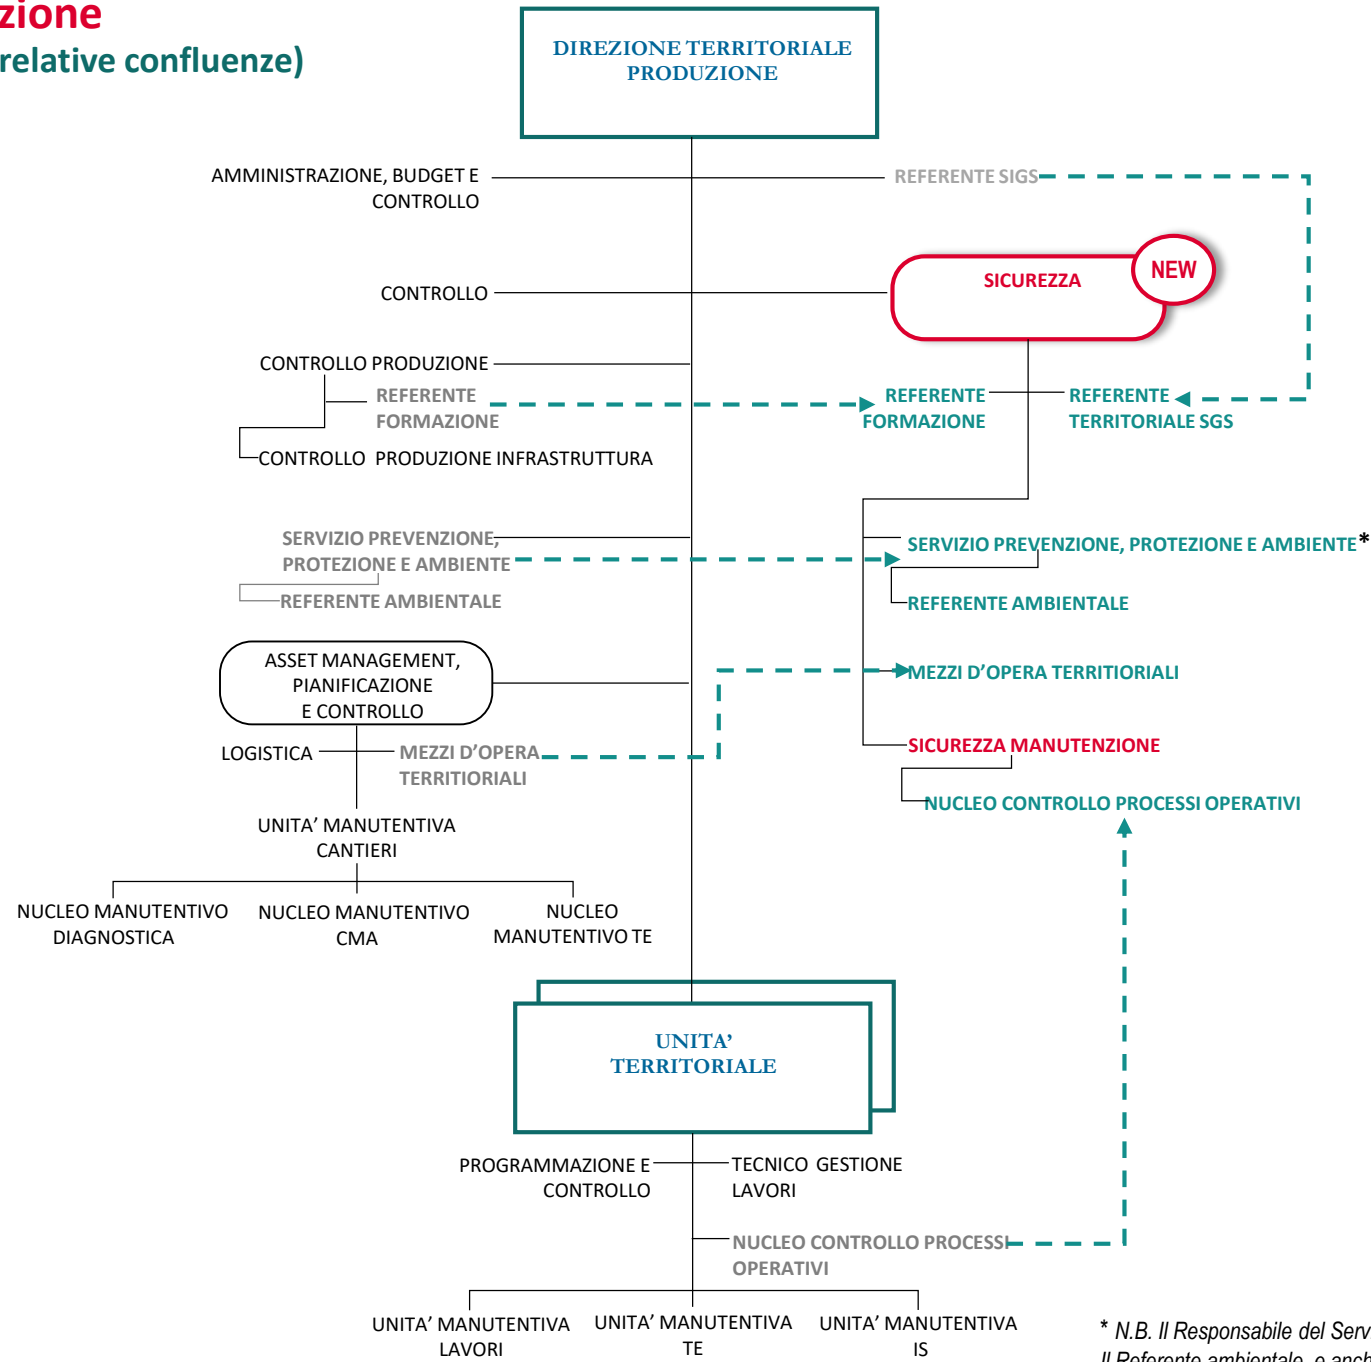 zione
relative confluenze)
DIREZIONE TERRITORIALE
PRODUZIONE
AMMINISTRAZIONE, BUDGET E
CONTROLLO
REFERENTE SIGS
CONTROLLO
SICUREZZA
NEW
CONTROLLO PRODUZIONE
REFERENTE
FORMAZIONE
REFERENTE
FORMAZIONE
REFERENTE
TERRITORIALE SGS
CONTROLLO PRODUZIONE INFRASTRUTTURA
SERVIZIO PREVENZIONE,
PROTEZIONE E AMBIENTE
REFERENTE AMBIENTALE
SERVIZIO PREVENZIONE, PROTEZIONE E AMBIENTE*
REFERENTE AMBIENTALE
ASSET MANAGEMENT,
PIANIFICAZIONE
E CONTROLLO
MEZZI D'OPERA TERRITIORIALI
LOGISTICA
MEZZI D'OPERA
TERRITIORIALI
SICUREZZA MANUTENZIONE
NUCLEO CONTROLLO PROCESSI OPERATIVI
UNITA' MANUTENTIVA
CANTIERI
NUCLEO MANUTENTIVO
DIAGNOSTICA
NUCLEO MANUTENTIVO
CMA
NUCLEO
MANUTENTIVO TE
UNITA'
TERRITORIALE
PROGRAMMAZIONE E
CONTROLLO
TECNICO GESTIONE
LAVORI
NUCLEO CONTROLLO PROCESSI
OPERATIVI
UNITA' MANUTENTIVA
LAVORI
UNITA' MANUTENTIVA
TE
UNITA' MANUTENTIVA
IS
* N.B. Il Responsabile del Serv
Il Referente ambientale, e anch